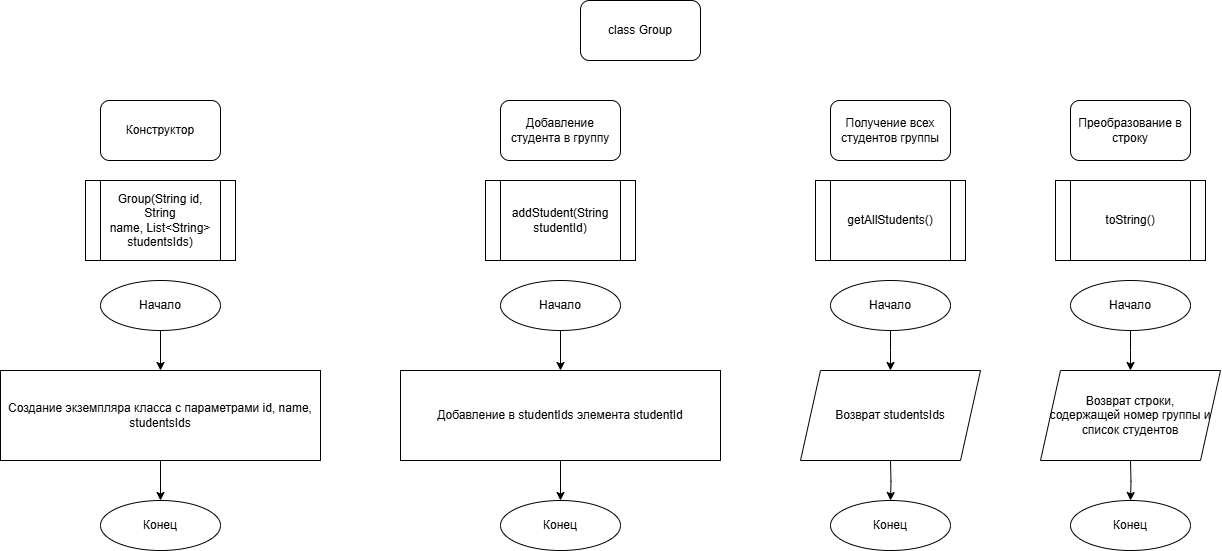 class Group
Конструктор
Group(String id,
String
name, List<String>
studentsIds)
Начало
Создание экземпляра класса с параметрами id, name,
studentsIds
Конец
Добавление
студента в группу
addStudent(String
studentId)
Начало
Добавление в studentIds элемента studentId
Конец
Получение всех
студентов группы
getAllStudents()
Начало
Возврат studentsIds
Конец
Преобразование в
строку
toString()
Начало
Возврат строки,
содержащей номер группы и
список студентов
Конец